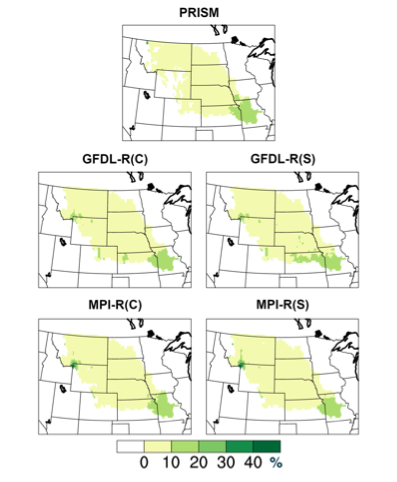 PRISM
GFDL-R(C) GFDL-R(S)
MPI-R(C) MPI-R(S)
0 10 20 30 40 %